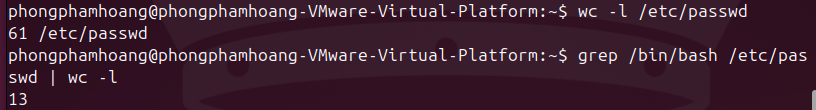 phongphamhoang@phongphamhoang-VMware-Virtual-Platform:~$ wc -l /etc/passwd
61 /etc/passwd
phongphamhoang@phongphamhoang-VMware-Virtual-Platform:~$ grep /bin/bash /etc/pas
swd | wc -l
13